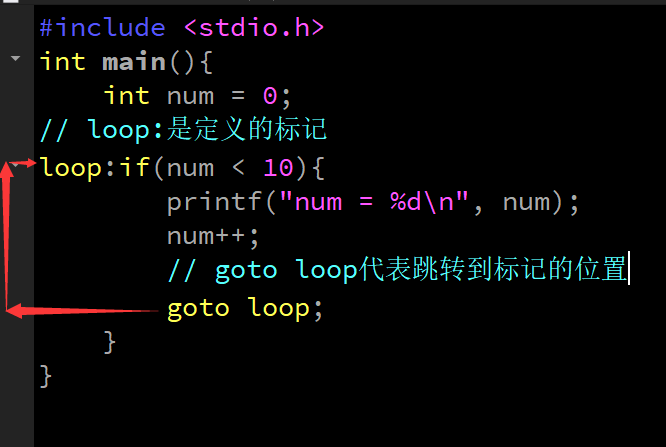 #include <stdio.h>
int main(){
    int num = 0;
// loop:是定义的标记
loop:if(num < 10){
        printf("num = %d\n", num);
        num++;
        // goto loop代表跳转到标记的位置
        goto loop;
    }
}